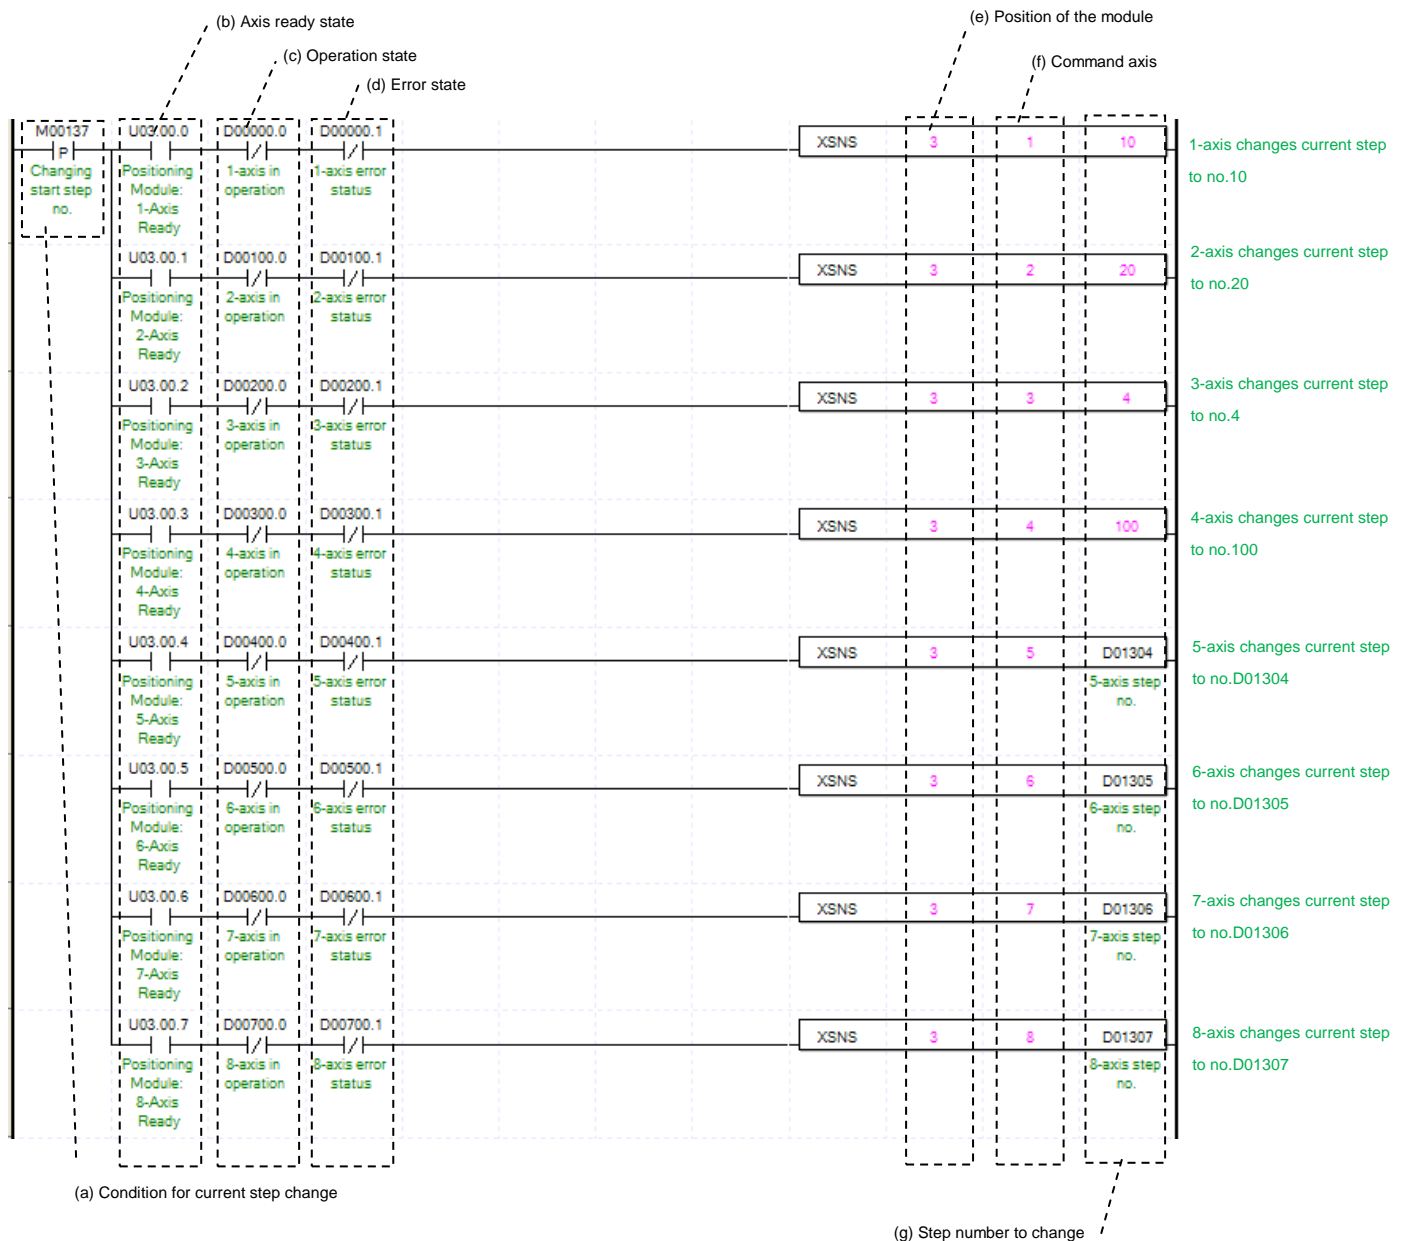 (b) Axis ready state
(e) Position of the module
(c) Operation state
(f) Command axis
(d) Error state
M00137 U03.00.0 D00000.0 D00000.1
P
XSNS 3 1 10
Changing start step no.
Positioning Module: 1-Axis Ready
1-axis in operation
1-axis error status
1-axis changes current step
to no.10
U03.00.1 D00100.0 D00100.1
XSNS 3 2 20
Positioning Module: 2-Axis Ready
2-axis in operation
2-axis error status
2-axis changes current step
to no.20
U03.00.2 D00200.0 D00200.1
XSNS 3 3 4
Positioning Module: 3-Axis Ready
3-axis in operation
3-axis error status
3-axis changes current step
to no.4
U03.00.3 D00300.0 D00300.1
XSNS 3 4 100
Positioning Module: 4-Axis Ready
4-axis in operation
4-axis error status
4-axis changes current step
to no.100
U03.00.4 D00400.0 D00400.1
XSNS 3 5 D01304
Positioning Module: 5-Axis Ready
5-axis in operation
5-axis error status
5-axis step no.
5-axis changes current step
to no.D01304
U03.00.5 D00500.0 D00500.1
XSNS 3 6 D01305
Positioning Module: 6-Axis Ready
6-axis in operation
6-axis error status
6-axis step no.
6-axis changes current step
to no.D01305
U03.00.6 D00600.0 D00600.1
XSNS 3 7 D01306
Positioning Module: 7-Axis Ready
7-axis in operation
7-axis error status
7-axis step no.
7-axis changes current step
to no.D01306
U03.00.7 D00700.0 D00700.1
XSNS 3 8 D01307
Positioning Module: 8-Axis Ready
8-axis in operation
8-axis error status
8-axis step no.
8-axis changes current step
to no.D01307
(a) Condition for current step change
(g) Step number to change